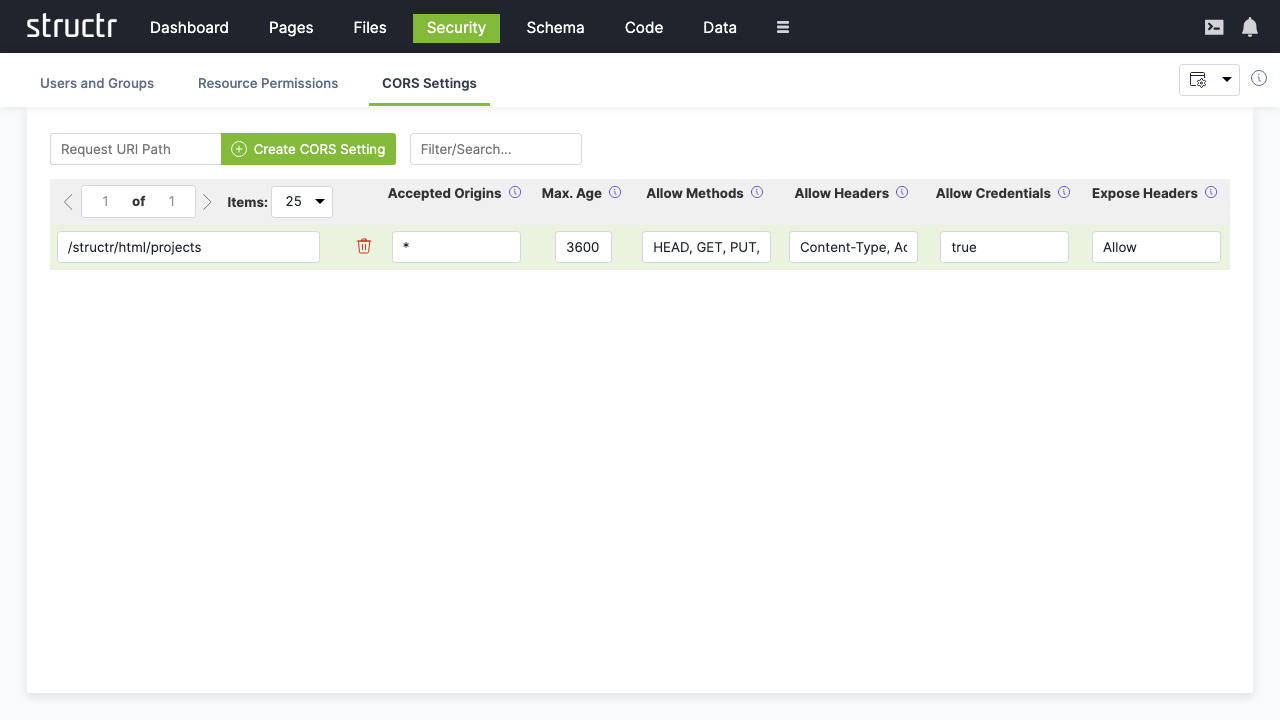 structr Dashboard Pages Files Security Schema Code Data
Users and Groups Resource Permissions CORS Settings
Request URI Path Create CORS Setting Filter/Search...
1 of 1 Items: 25 Accepted Origins Max. Age Allow Methods Allow Headers Allow Credentials Expose Headers
/structr/html/projects * 3600 HEAD, GET, PUT, Content-Type, Ac true Allow